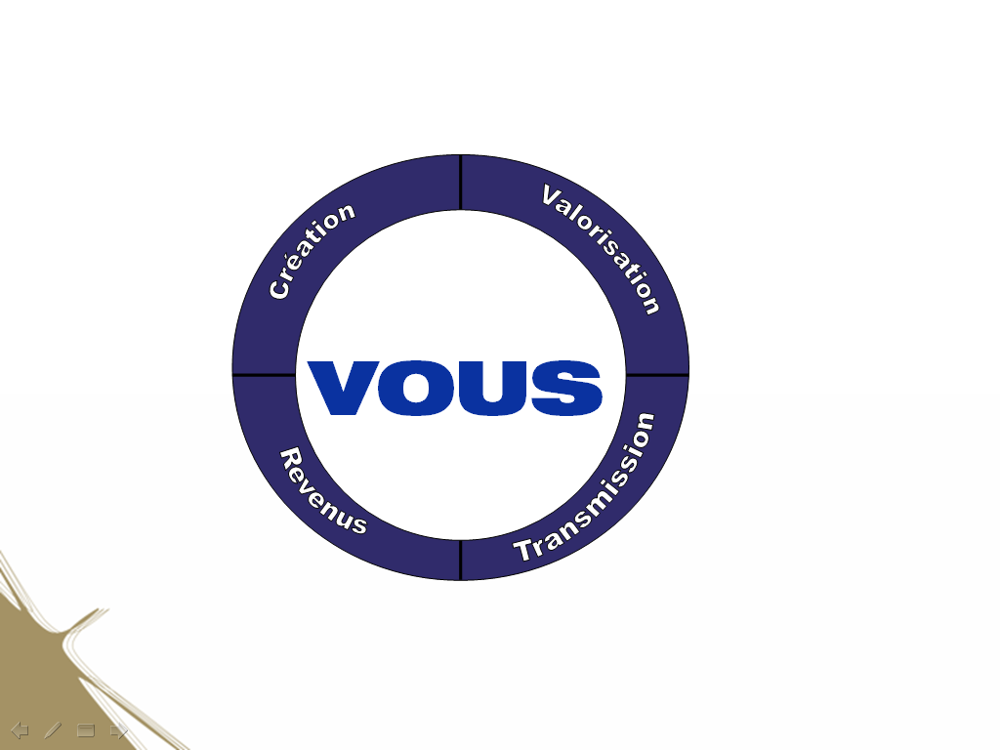 Création
Valorisation
VOUS
Revenus
Transmission